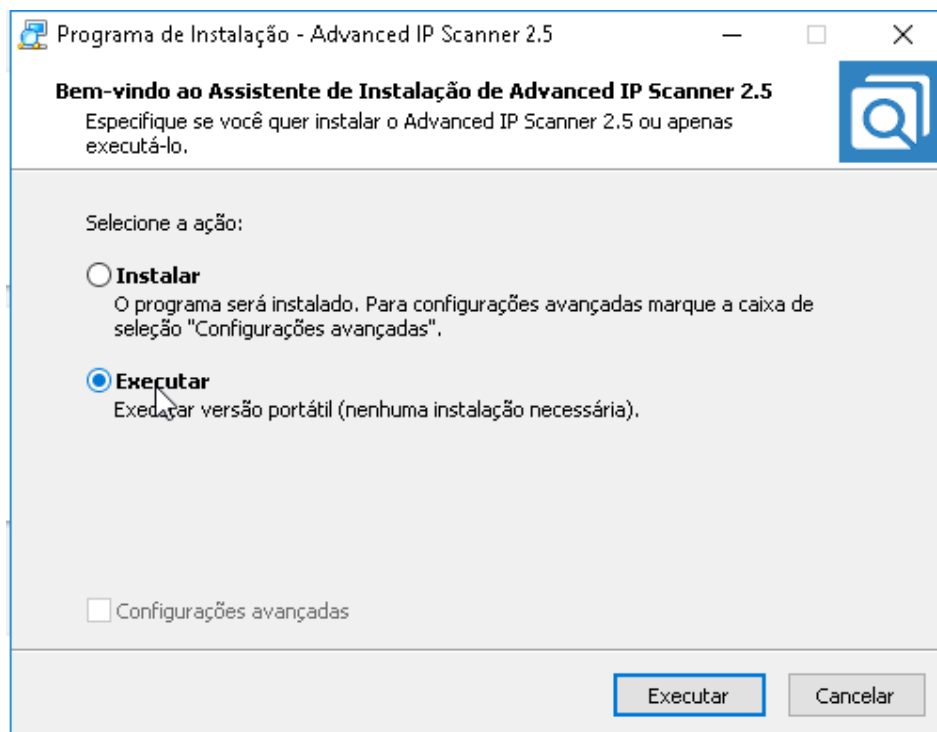 Programa de Instalação - Advanced IP Scanner 2.5
Bem-vindo ao Assistente de Instalação de Advanced IP Scanner 2.5
Especifique se você quer instalar o Advanced IP Scanner 2.5 ou apenas
executá-lo.
Selecione a ação:
Instalar
O programa será instalado. Para configurações avançadas marque a caixa de
seleção "Configurações avançadas".
Executar
Executar versão portátil (nenhuma instalação necessária).
Configurações avançadas
Executar
Cancelar